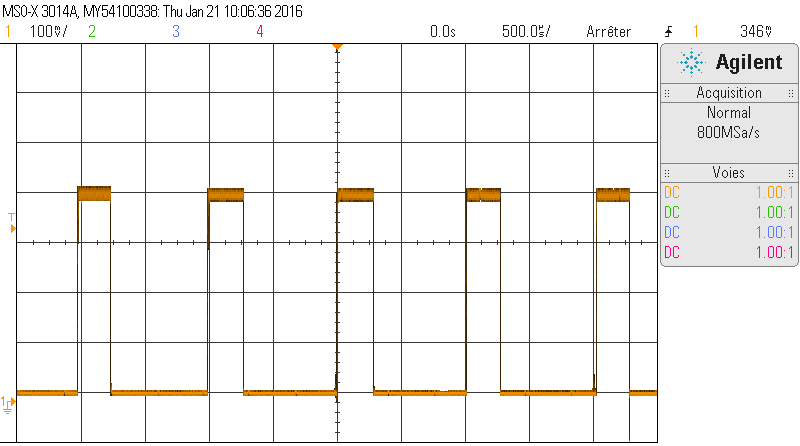 MSO-X 3014A, MY54100338: Thu Jan 21 10:06:36 2016
1 100mV/ 2 3 4 0.0s 500.0ns/ Arrêter 1 346mV
Agilent
Acquisition
Normal
800MSa/s
Voies
DC 1.00:1
DC 1.00:1
DC 1.00:1
DC 1.00:1
T
1